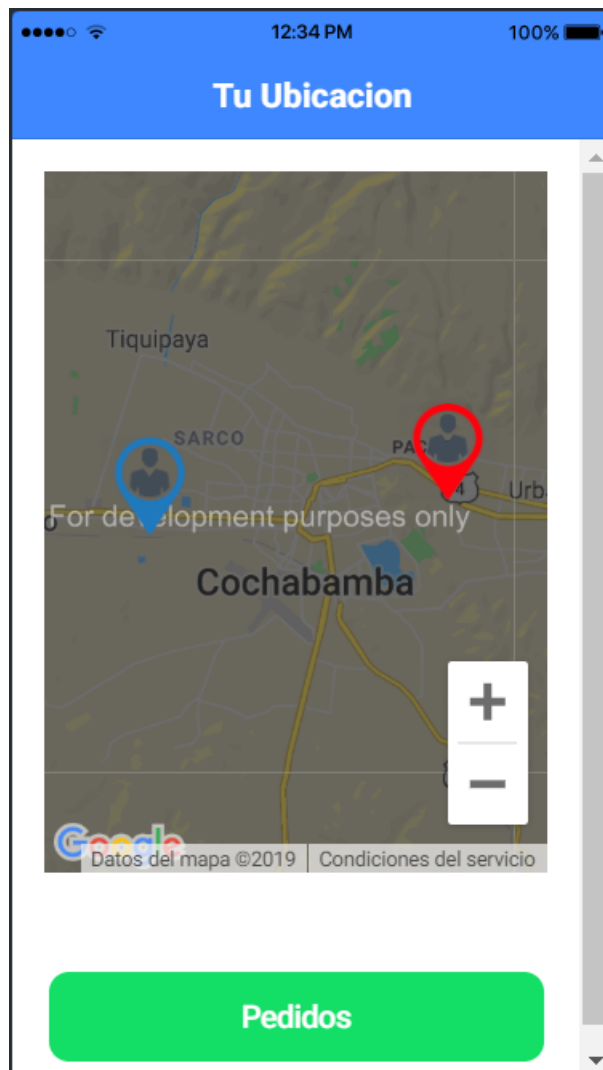 12:34 PM
100%
Tu Ubicacion
Tiquipaya
SARCO
For development purposes only
Cochabamba
Google
Datos del mapa ©2019
Condiciones del servicio
Pedidos